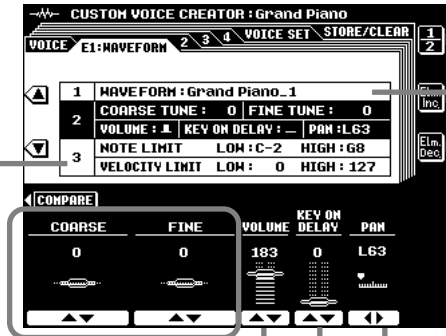 CUSTOM VOICE CREATOR : Grand Piano
VOICE E1: WAVEFORM 2 3 4 VOICE SET STORE/CLEAR 1 2
1 WAVEFORM : Grand Piano_1
Elm. Inc.
2 COARSE TUNE : 0 FINE TUNE : 0
VOLUME : KEY ON DELAY : PAN : L63
3 NOTE LIMIT LOW : C-2 HIGH : G8
Elm. Dec.
VELOCITY LIMIT LOW : 0 HIGH : 127
COMPARE
COARSE FINE VOLUME KEY ON DELAY PAN
0 0 183 0 L63